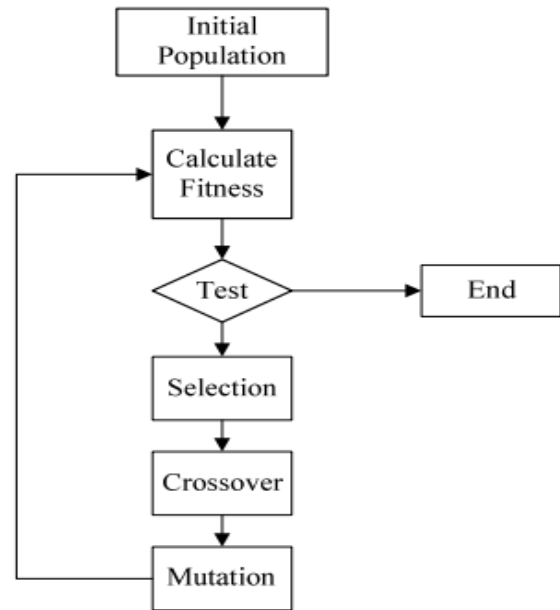 Initial
Population
Calculate
Fitness
Test
End
Selection
Crossover
Mutation